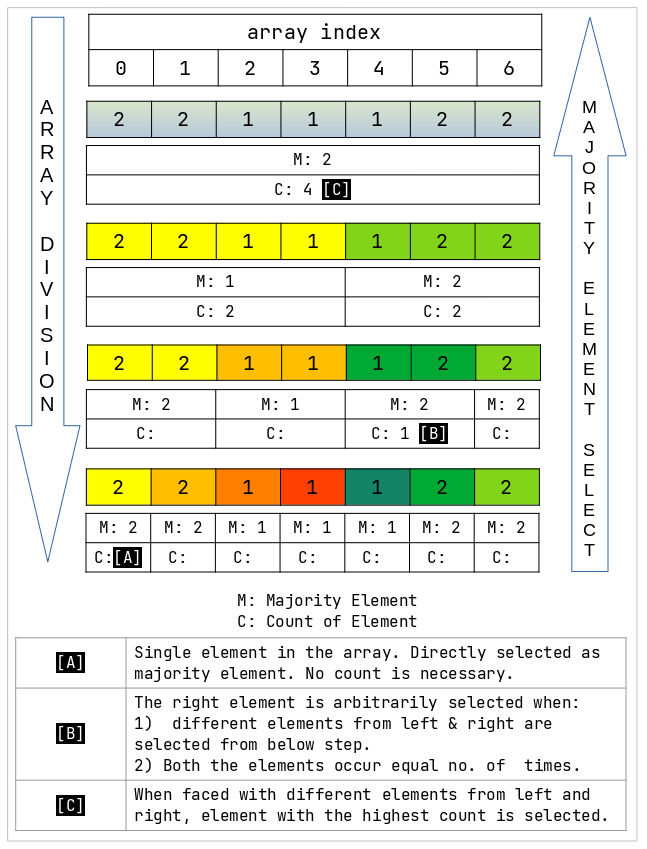 array index
0 1 2 3 4 5 6
ARRAY DIVISION
MAJORITY ELEMENT SELECT
2 2 1 1 1 2 2
M: 2
C: 4 [C]
2 2 1 1 1 2 2
M: 1 M: 2
C: 2 C: 2
2 2 1 1 1 2 2
M: 2 M: 1 M: 2 M: 2
C: C: C: 1 [B] C:
2 2 1 1 1 2 2
M: 2 M: 2 M: 1 M: 1 M: 1 M: 2 M: 2
C:[A] C: C: C: C: C: C:
M: Majority Element
C: Count of Element
[A]
Single element in the array. Directly selected as
majority element. No count is necessary.
[B]
The right element is arbitrarily selected when:
1) different elements from left & right are
selected from below step.
2) Both the elements occur equal no. of times.
[C]
When faced with different elements from left and
right, element with the highest count is selected.